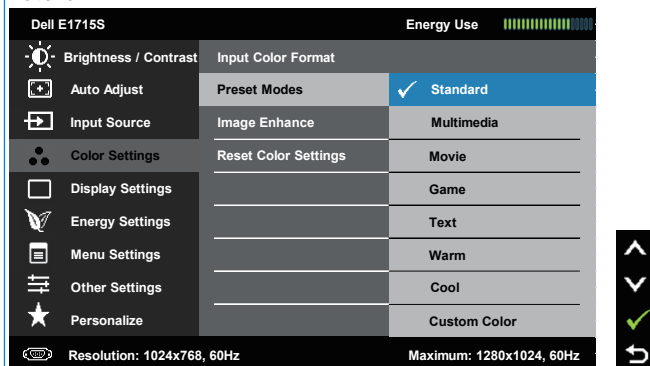 Dell E1715S Energy Use
Brightness / Contrast Input Color Format
Auto Adjust Preset Modes Standard
Input Source Image Enhance Multimedia
Color Settings Reset Color Settings Movie
Display Settings Game
Energy Settings Text
Menu Settings Warm
Other Settings Cool
Personalize Custom Color
Resolution: 1024x768, 60Hz Maximum: 1280x1024, 60Hz